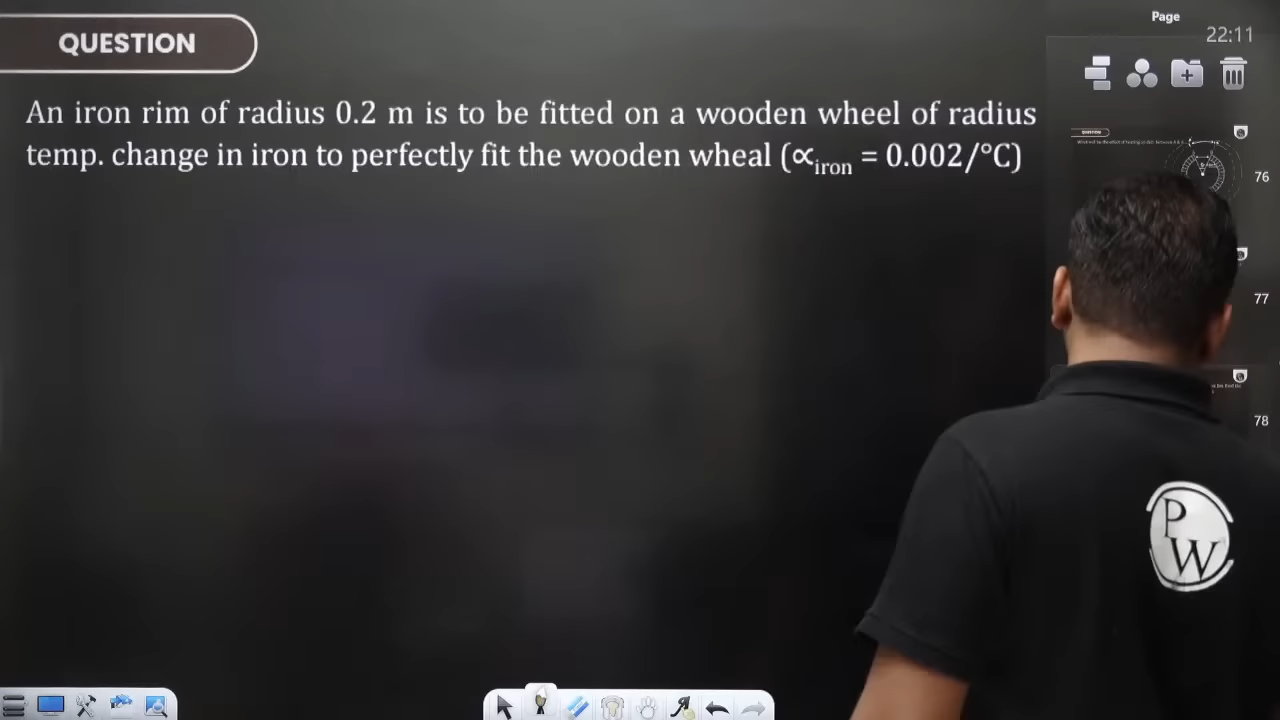 Page
22:11
QUESTION
An iron rim of radius 0.2 m is to be fitted on a wooden wheel of radius
temp. change in iron to perfectly fit the wooden wheal (∝iron = 0.002/°C)
QUESTION
76
77
78
P
W